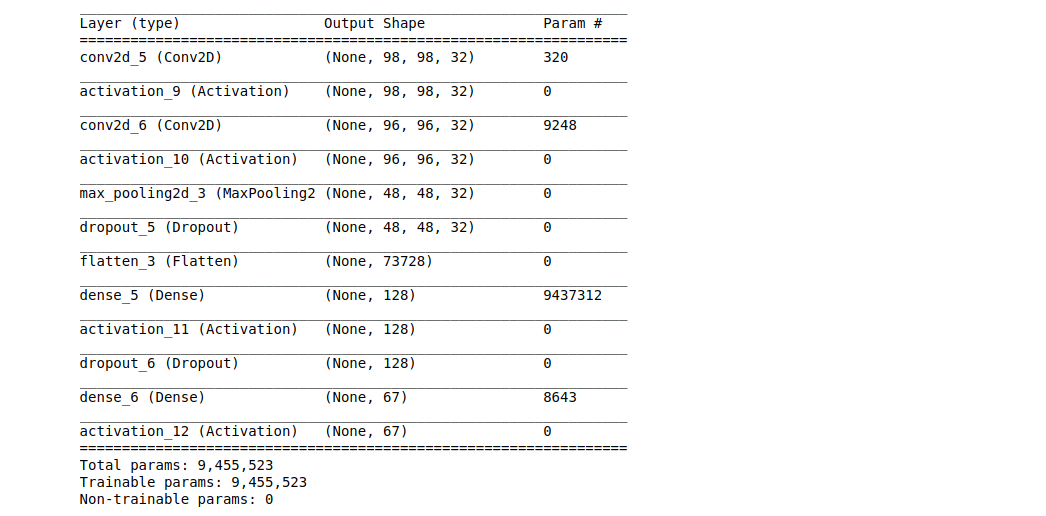 Layer (type) Output Shape Param #
=================================================================
conv2d_5 (Conv2D) (None, 98, 98, 32) 320
activation_9 (Activation) (None, 98, 98, 32) 0
conv2d_6 (Conv2D) (None, 96, 96, 32) 9248
activation_10 (Activation) (None, 96, 96, 32) 0
max_pooling2d_3 (MaxPooling2 (None, 48, 48, 32) 0
dropout_5 (Dropout) (None, 48, 48, 32) 0
flatten_3 (Flatten) (None, 73728) 0
dense_5 (Dense) (None, 128) 9437312
activation_11 (Activation) (None, 128) 0
dropout_6 (Dropout) (None, 128) 0
dense_6 (Dense) (None, 67) 8643
activation_12 (Activation) (None, 67) 0
=================================================================
Total params: 9,455,523
Trainable params: 9,455,523
Non-trainable params: 0